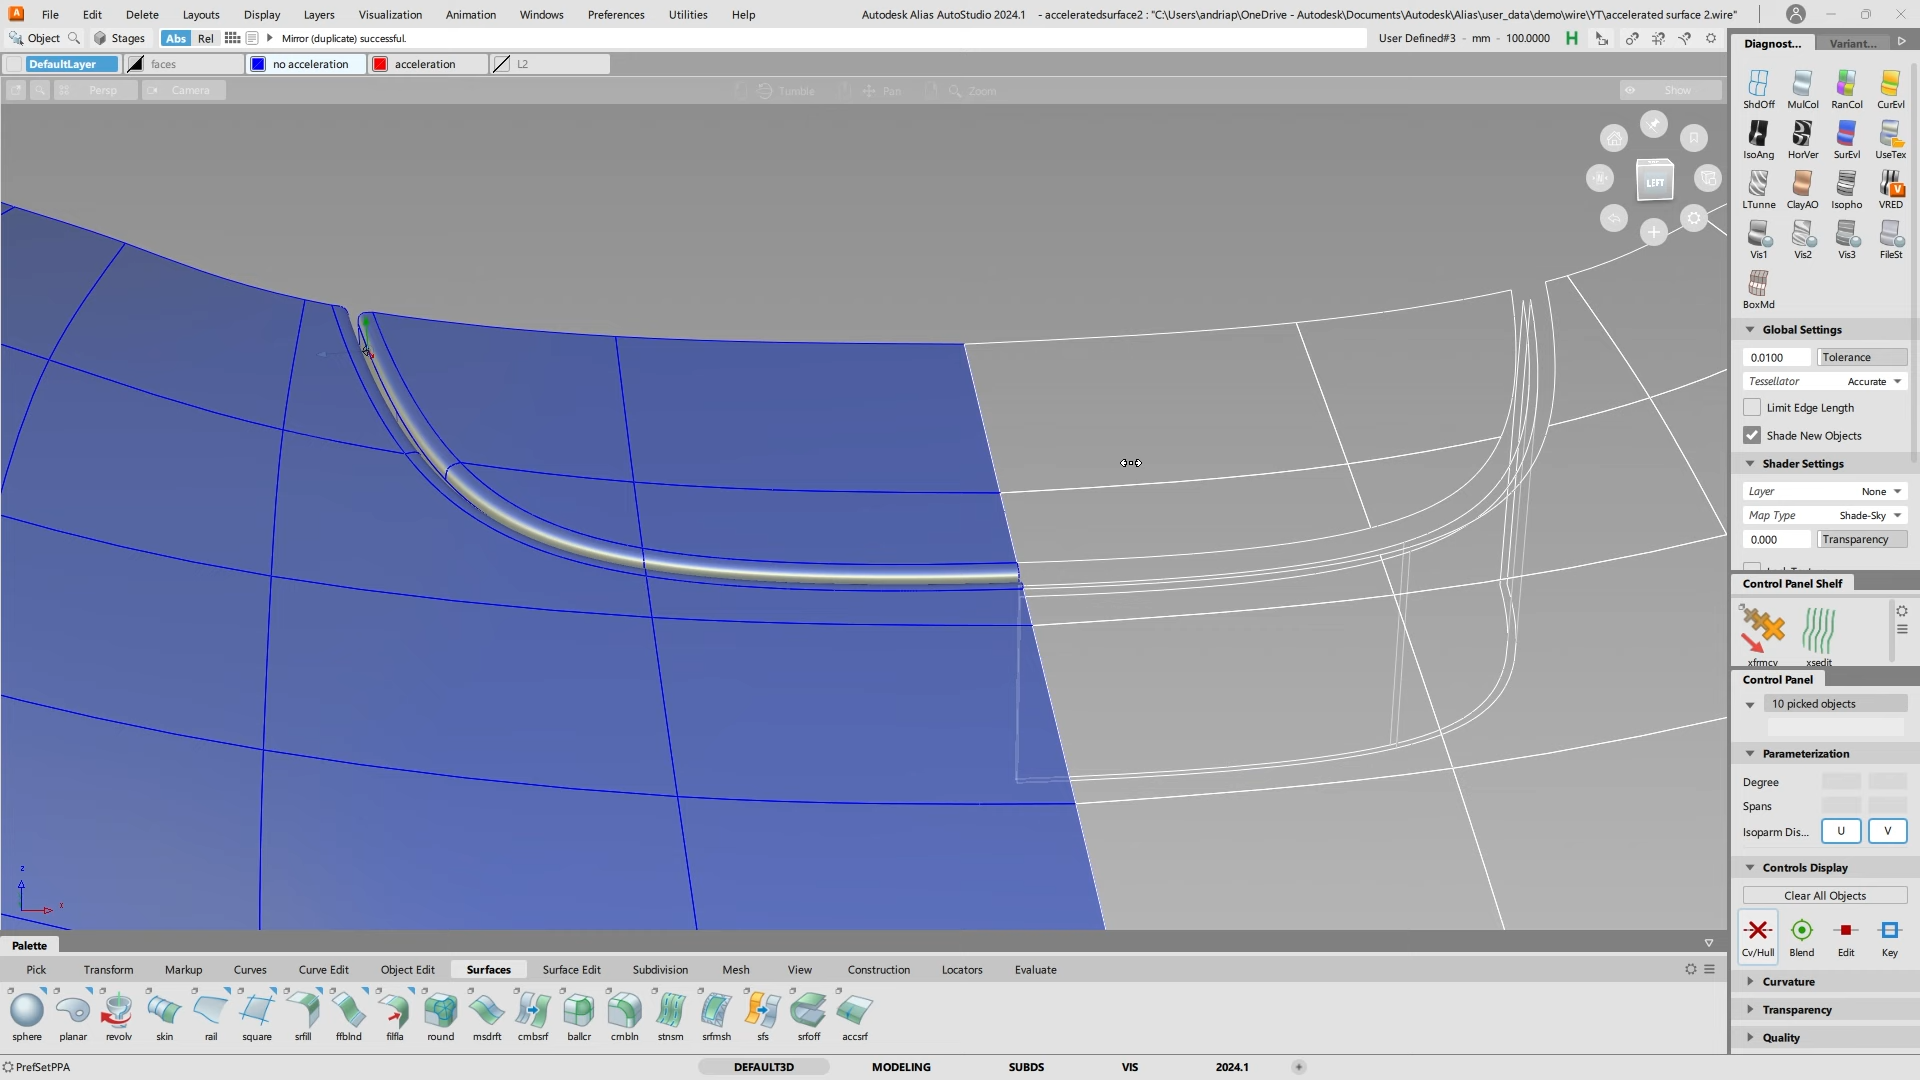 File Edit Delete Layouts Display Layers Visualization Animation Windows Preferences Utilities Help
Autodesk Alias AutoStudio 2024.1 - acceleratedsurface2 : "C:\Users\andriap\OneDrive - Autodesk\Documents\Autodesk\Alias\user_data\demo\wire\YT\accelerated surface 2.wire"
Object Stages Abs Rel Mirror (duplicate) successful. User Defined#3 - mm - 100.0000 H
DefaultLayer faces no acceleration acceleration L2
Persp Camera Tumble Pan Zoom Show
LEFT
z
x
Diagnost... Variant...
ShdOff MulCol RanCol CurEvl
IsoAng HorVer SurEvl UseTex
LTunne ClayAO Isopho VRED
Vis1 Vis2 Vis3 FileSt
BoxMd
Global Settings
0.0100 Tolerance
Tessellator Accurate
Limit Edge Length
Shade New Objects
Shader Settings
Layer None
Map Type Shade-Sky
0.000 Transparency
Control Panel Shelf
xfrmcv xsedit
Control Panel
10 picked objects
Parameterization
Degree
Spans
Isoparm Dis... U V
Controls Display
Clear All Objects
Cv/Hull Blend Edit Key
Curvature
Transparency
Quality
Palette
Pick Transform Markup Curves Curve Edit Object Edit Surfaces Surface Edit Subdivision Mesh View Construction Locators Evaluate
sphere planar revolv skin rail square srfill ffblnd filfla round msdrft cmbsrf ballcr crnbln stnsm srfmsh sfs srfoff accsrf
PrefSetPPA DEFAULT3D MODELING SUBDS VIS 2024.1